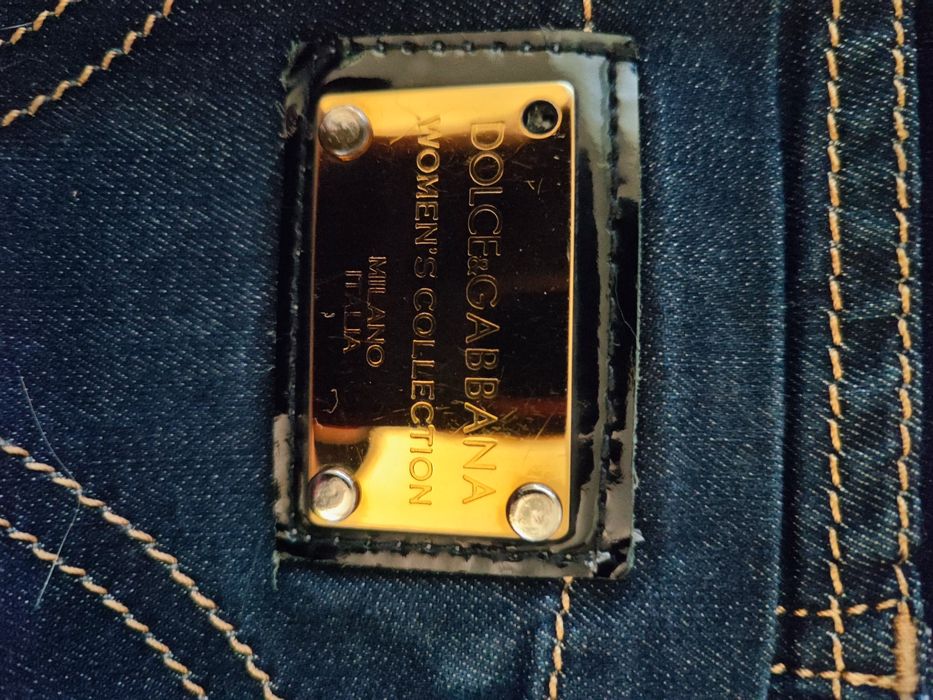 DOLCE&GABBANA
WOMEN'S COLLECTION
MILANO
ITALIA